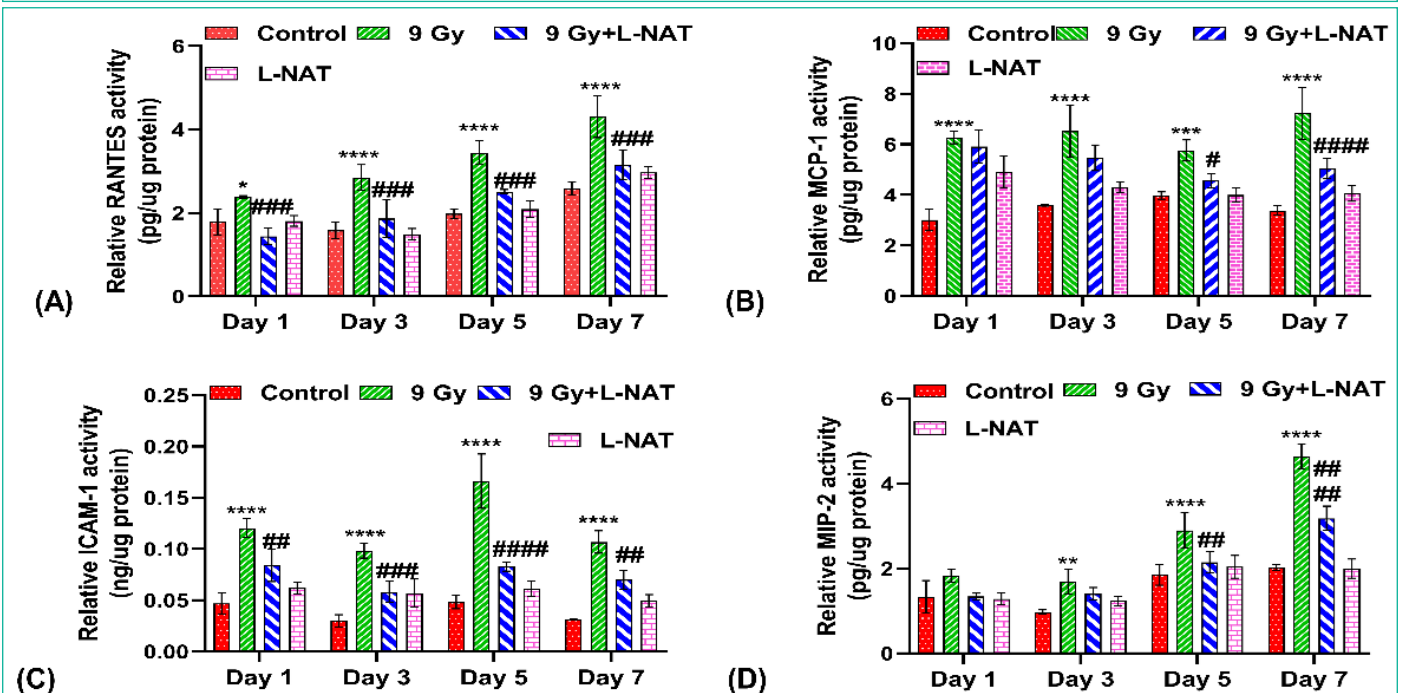 Control 9 Gy 9 Gy+L-NAT
L-NAT
Relative RANTES activity
(pg/ug protein)
6
4
2
0
* ### **** ### **** ### **** ###
Day 1 Day 3 Day 5 Day 7
(A)
Control 9 Gy 9 Gy+L-NAT
L-NAT
Relative MCP-1 activity
(pg/ug protein)
10
8
6
4
2
0
**** **** *** # **** ####
Day 1 Day 3 Day 5 Day 7
(B)
Control 9 Gy 9 Gy+L-NAT
L-NAT
Relative ICAM-1 activity
(ng/ug protein)
0.25
0.20
0.15
0.10
0.05
0.00
**** ## **** ### **** #### **** ##
Day 1 Day 3 Day 5 Day 7
(C)
Control 9 Gy 9 Gy+L-NAT
L-NAT
Relative MIP-2 activity
(pg/ug protein)
6
4
2
0
** **** ## **** ##
##
Day 1 Day 3 Day 5 Day 7
(D)